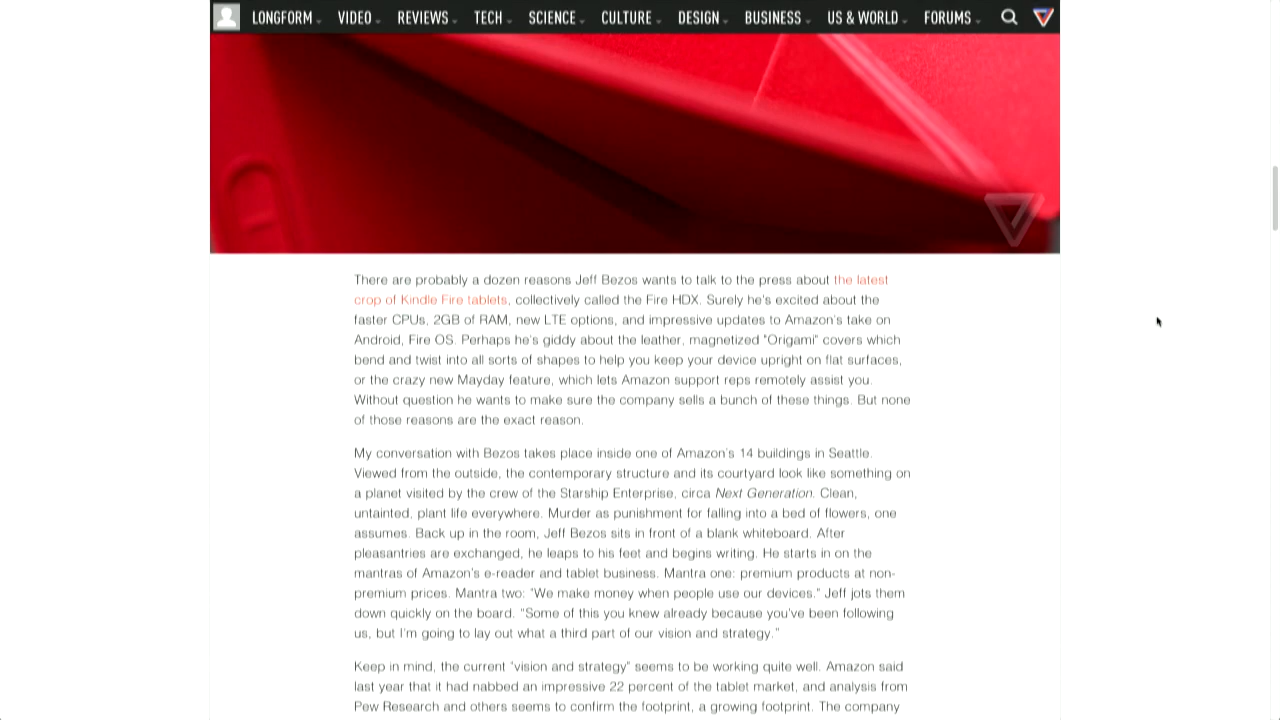 LONGFORM VIDEO REVIEWS TECH SCIENCE CULTURE DESIGN BUSINESS US & WORLD FORUMS
There are probably a dozen reasons Jeff Bezos wants to talk to the press about the latest
crop of Kindle Fire tablets, collectively called the Fire HDX. Surely he's excited about the
faster CPUs, 2GB of RAM, new LTE options, and impressive updates to Amazon's take on
Android, Fire OS. Perhaps he's giddy about the leather, magnetized "Origami" covers which
bend and twist into all sorts of shapes to help you keep your device upright on flat surfaces,
or the crazy new Mayday feature, which lets Amazon support reps remotely assist you.
Without question he wants to make sure the company sells a bunch of these things. But none
of those reasons are the exact reason.
My conversation with Bezos takes place inside one of Amazon's 14 buildings in Seattle.
Viewed from the outside, the contemporary structure and its courtyard look like something on
a planet visited by the crew of the Starship Enterprise, circa Next Generation. Clean,
untainted, plant life everywhere. Murder as punishment for falling into a bed of flowers, one
assumes. Back up in the room, Jeff Bezos sits in front of a blank whiteboard. After
pleasantries are exchanged, he leaps to his feet and begins writing. He starts in on the
mantras of Amazon's e-reader and tablet business. Mantra one: premium products at non-
premium prices. Mantra two: "We make money when people use our devices." Jeff jots them
down quickly on the board. "Some of this you knew already because you've been following
us, but I'm going to lay out what a third part of our vision and strategy."
Keep in mind, the current "vision and strategy" seems to be working quite well. Amazon said
last year that it had nabbed an impressive 22 percent of the tablet market, and analysis from
Pew Research and others seems to confirm the footprint, a growing footprint. The company